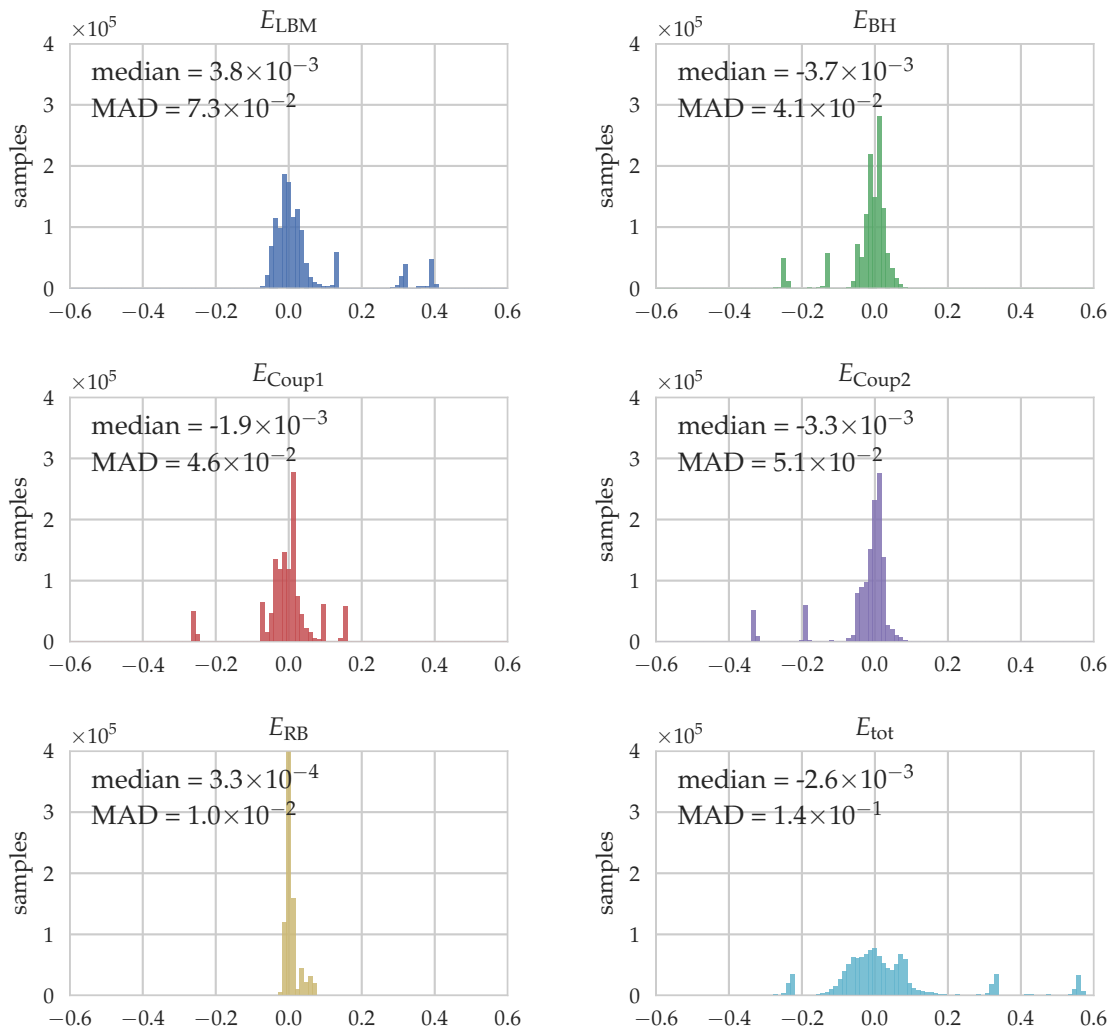 E_LBM
×10^5
median = 3.8×10^−3
MAD = 7.3×10^−2
samples
4
3
2
1
0
−0.6 −0.4 −0.2 0.0 0.2 0.4 0.6
E_BH
×10^5
median = -3.7×10^−3
MAD = 4.1×10^−2
samples
4
3
2
1
0
−0.6 −0.4 −0.2 0.0 0.2 0.4 0.6
E_Coup1
×10^5
median = -1.9×10^−3
MAD = 4.6×10^−2
samples
4
3
2
1
0
−0.6 −0.4 −0.2 0.0 0.2 0.4 0.6
E_Coup2
×10^5
median = -3.3×10^−3
MAD = 5.1×10^−2
samples
4
3
2
1
0
−0.6 −0.4 −0.2 0.0 0.2 0.4 0.6
E_RB
×10^5
median = 3.3×10^−4
MAD = 1.0×10^−2
samples
4
3
2
1
0
−0.6 −0.4 −0.2 0.0 0.2 0.4 0.6
E_tot
×10^5
median = -2.6×10^−3
MAD = 1.4×10^−1
samples
4
3
2
1
0
−0.6 −0.4 −0.2 0.0 0.2 0.4 0.6